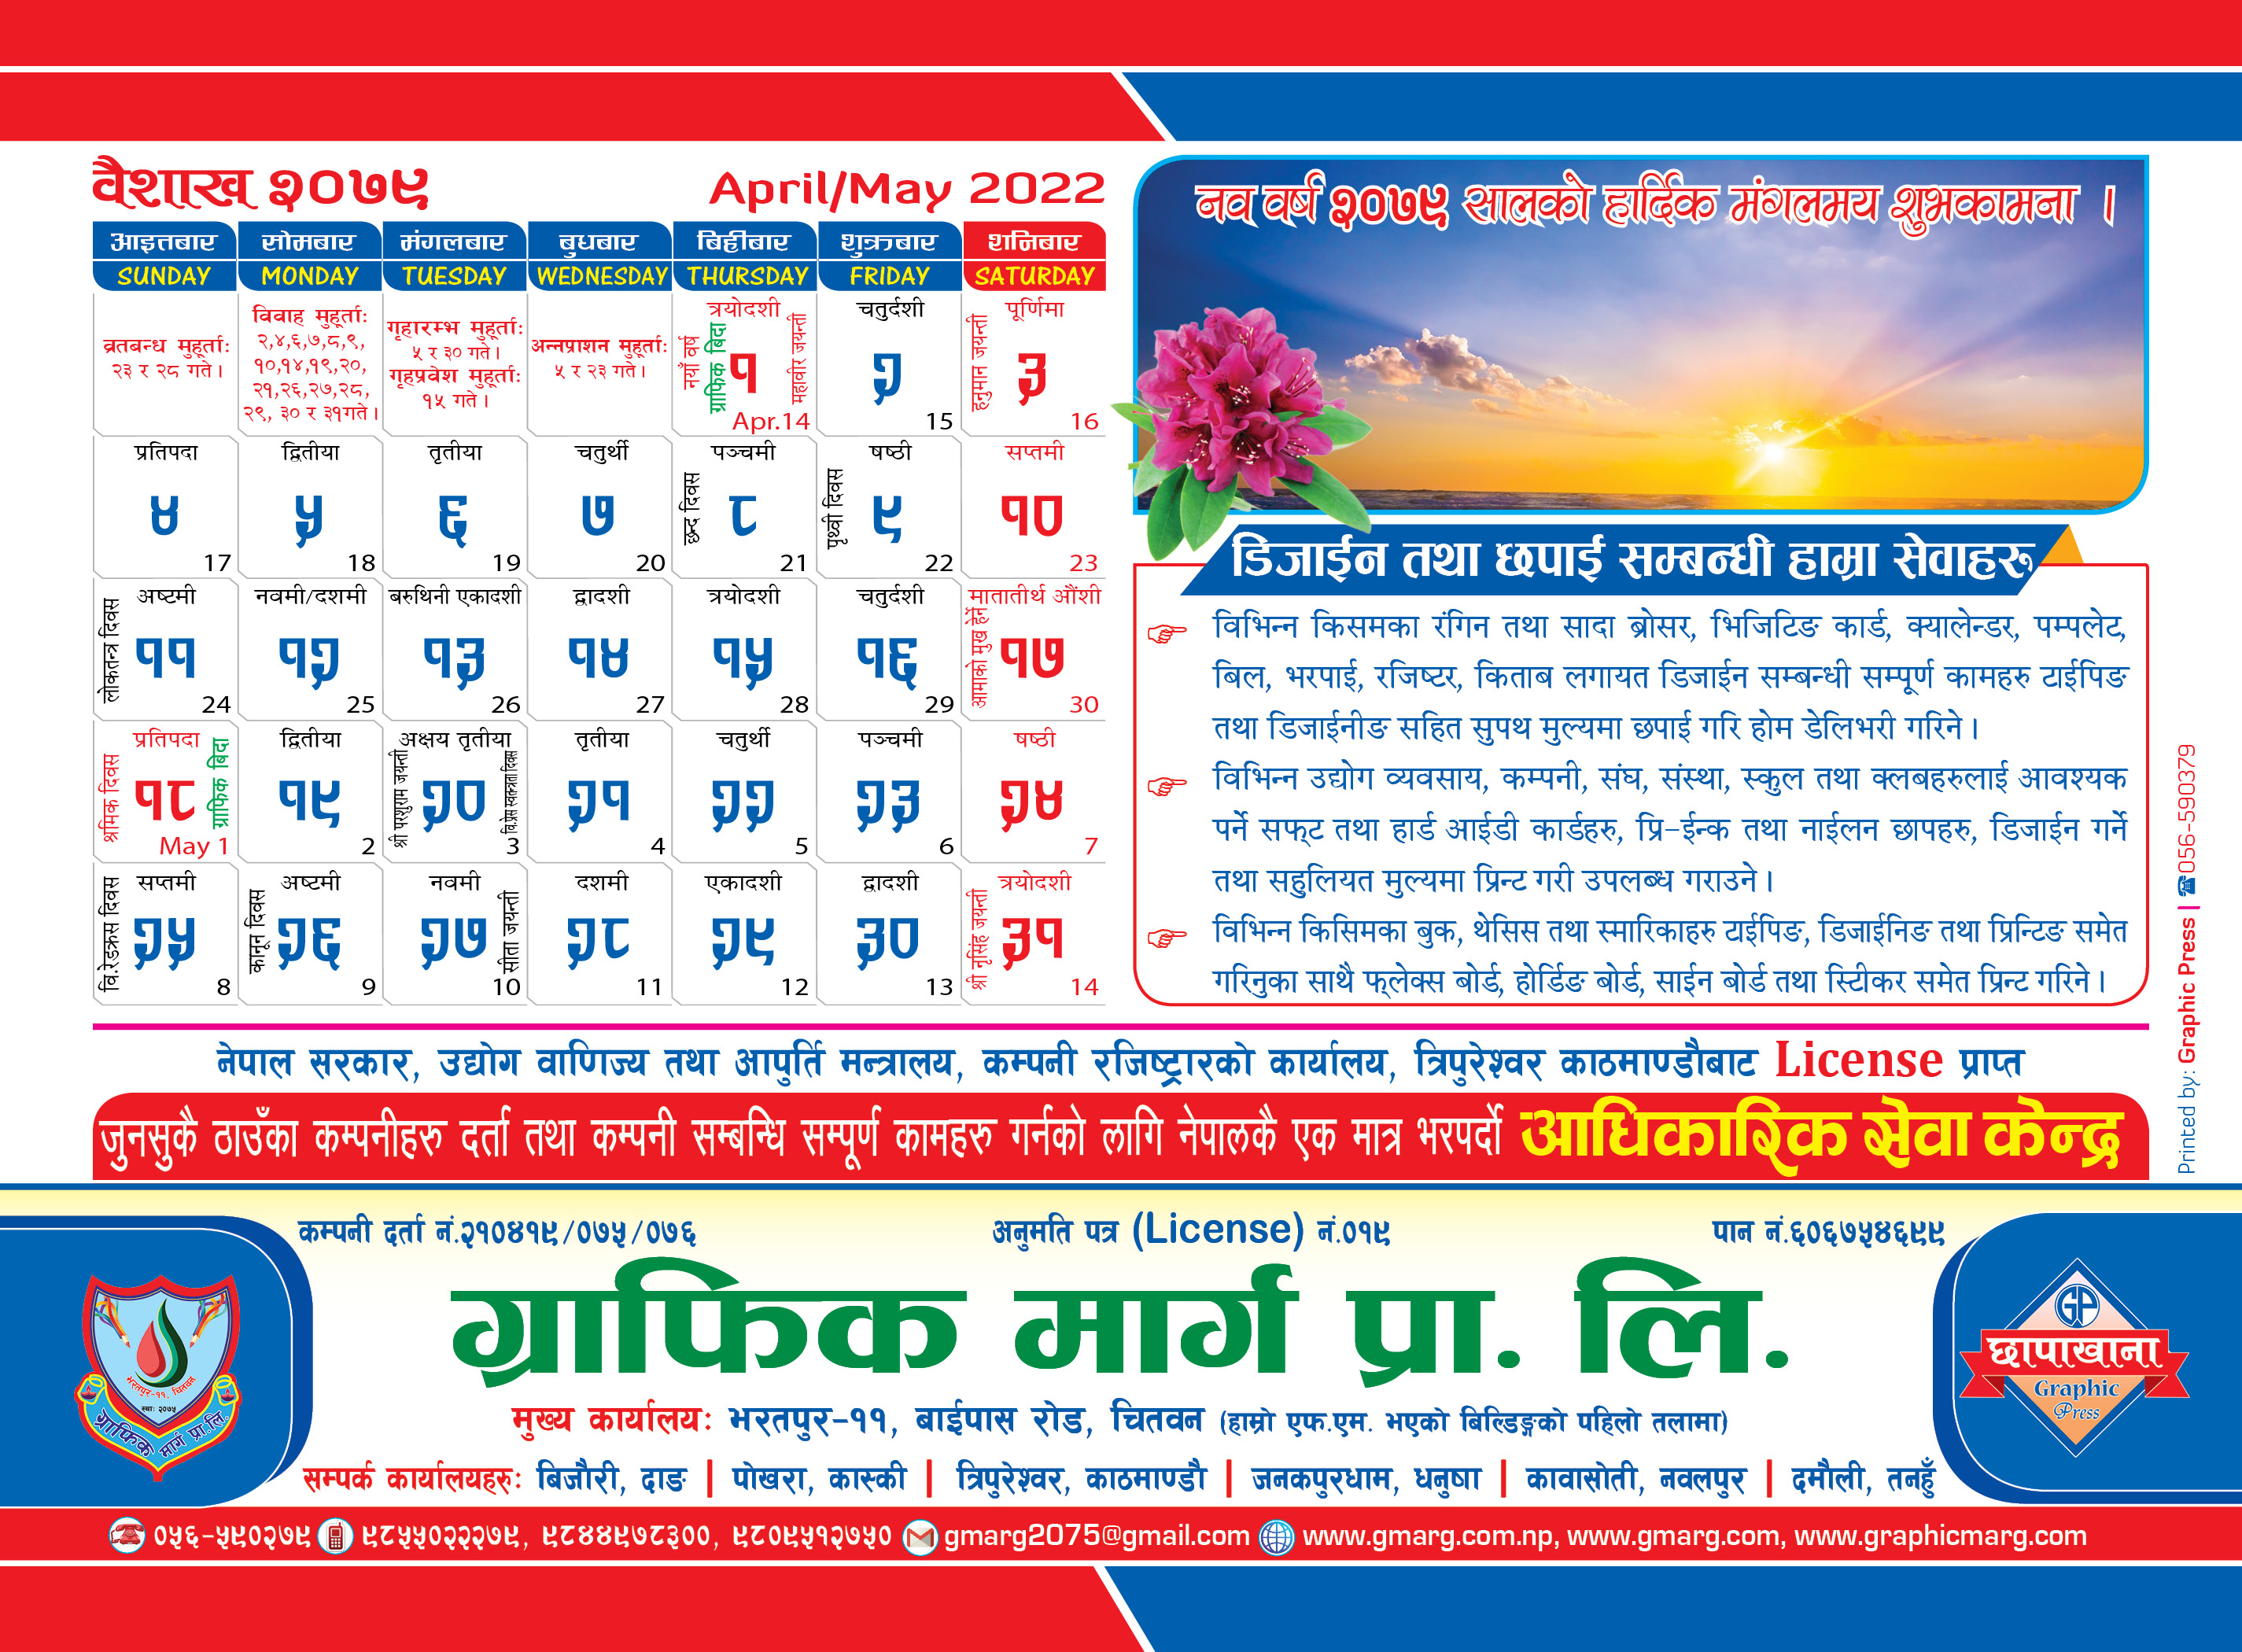 वैशाख २०७९
April/May 2022
आइतबार सोमबार मंगलबार बुधबार बिहीबार शुक्रबार शनिबार
SUNDAY MONDAY TUESDAY WEDNESDAY THURSDAY FRIDAY SATURDAY
ब्रतबन्ध मुहूर्ताः
२३ र २८ गते ।
बिबाह मुहूर्ताः
२,४,६,७,८,९,
१०,१४,१९,२०,
२१,२६,२७,२८,
२९, ३० र ३१गते ।
गृहारम्भ मुहूर्ताः
५ र ३० गते ।
गृहप्रवेश मुहूर्ताः
१५ गते ।
अन्नप्राशन मुहूर्ताः
५ र २३ गते ।
त्रयोदशी
नयाँ वर्ष
ग्राफिक बिदा
१
महावीर जयन्ती
Apr.14
चतुर्दशी
२
15
पूर्णिमा
हनुमान जयन्ती
३
16
प्रतिपदा
४
17
द्वितीया
५
18
तृतीया
६
19
चतुर्थी
७
20
पञ्चमी
छन्द दिवस
८
21
षष्ठी
पृथ्वी दिवस
९
22
सप्तमी
१०
23
अष्टमी
लोकतन्त्र दिवस
११
24
नवमी/दशमी
१२
25
बरुथिनी एकादशी
१३
26
द्वादशी
१४
27
त्रयोदशी
१५
28
चतुर्दशी
१६
29
मातातीर्थ औंशी
आमाको मुख हेर्ने
१७
30
प्रतिपदा
श्रमिक दिवस
१८
ग्राफिक बिदा
May 1
द्वितीया
१९
2
अक्षय तृतीया
श्री परशुराम जयन्ती
२०
वि.प्रेस स्वतन्त्रता दिवस
3
तृतीया
२१
4
चतुर्थी
२२
5
पञ्चमी
२३
6
षष्ठी
२४
7
सप्तमी
वि.रेडक्रस दिवस
२५
8
अष्टमी
कानून दिवस
२६
9
नवमी
२७
सीता जयन्ती
10
दशमी
२८
11
एकादशी
२९
12
द्वादशी
३०
13
त्रयोदशी
श्री नृसिंह जयन्ती
३१
14
नव वर्ष २०७९ सालको हार्दिक मंगलमय शुभकामना ।
डिजाईन तथा छपाई सम्बन्धी हाम्रा सेवाहरू
विभिन्न किसमका रंगिन तथा सादा ब्रोसर, भिजिटिङ कार्ड, क्यालेन्डर, पम्पलेट,
बिल, भरपाई, रजिष्टर, किताब लगायत डिजाईन सम्बन्धी सम्पूर्ण कामहरु टाईपिङ
तथा डिजाईनीङ सहित सुपथ मुल्यमा छपाई गरि होम डेलिभरी गरिने ।
विभिन्न उद्योग व्यवसाय, कम्पनी, संघ, संस्था, स्कुल तथा क्लबहरुलाई आवश्यक
पर्ने सफ्ट तथा हार्ड आईडी कार्डहरु, प्रि-ईन्क तथा नाईलन छापहरु, डिजाईन गर्ने
तथा सहुलियत मुल्यमा प्रिन्ट गरी उपलब्ध गराउने ।
विभिन्न किसिमका बुक, थेसिस तथा स्मारिकाहरु टाईपिङ, डिजाईनिङ तथा प्रिन्टिङ समेत
गरिनुका साथै फ्लेक्स बोर्ड, होर्डिङ बोर्ड, साईन बोर्ड तथा स्टिीकर समेत प्रिन्ट गरिने ।
Printed by: Graphic Press | ☎056-590379
नेपाल सरकार, उद्योग वाणिज्य तथा आपुर्ति मन्त्रालय, कम्पनी रजिष्ट्रारको कार्यालय, त्रिपुरेश्वर काठमाण्डौबाट License प्राप्त
जुनसुकै ठाउँका कम्पनीहरु दर्ता तथा कम्पनी सम्बन्धि सम्पूर्ण कामहरु गर्नको लागि नेपालकै एक मात्र भरपर्दो आधिकारिक सेवा केन्द्र
कम्पनी दर्ता नं.२१०४१९/०७५/०७६
अनुमति पत्र (License) नं.०१९
पान नं.६०६७५४६९९
ग्राफिक मार्ग प्रा. लि.
भरतपुर-११, चितवन
स्थाः २०७५
ग्राफिक मार्ग प्रा.लि.
GP
छापाखाना
Graphic
Press
मुख्य कार्यालयः भरतपुर-११, बाईपास रोड, चितवन (हाम्रो एफ.एम. भएको बिल्डिङ्गको पहिलो तलामा)
सम्पर्क कार्यालयहरुः बिजौरी, दाङ | पोखरा, कास्की | त्रिपुरेश्वर, काठमाण्डौ | जनकपुरधाम, धनुषा | कावासोती, नवलपुर | दमौली, तनहुँ
०५६-५९०२७९ ९८५५०२२२७९, ९८४४९७८३००, ९८०९५१२७५० gmarg2075@gmail.com www.gmarg.com.np, www.gmarg.com, www.graphicmarg.com